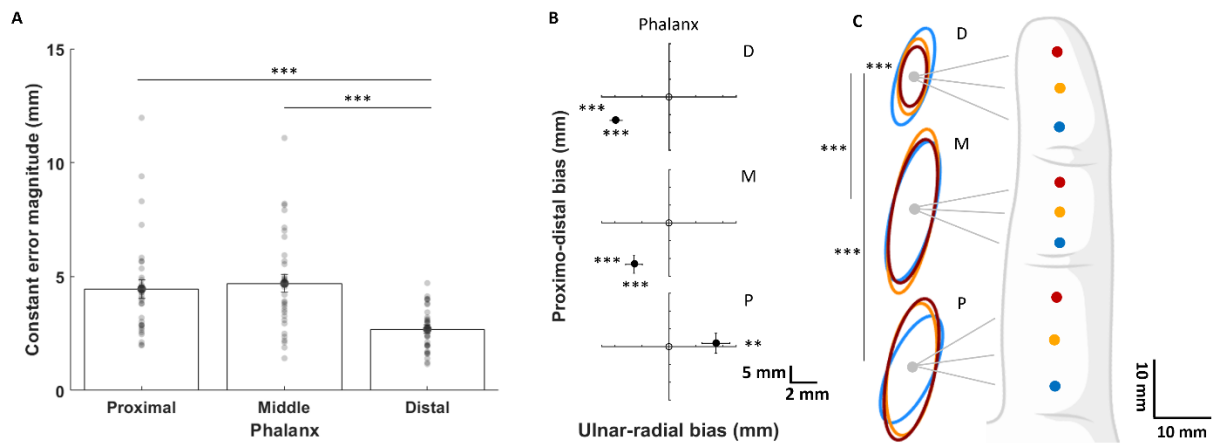 A
Constant error magnitude (mm)
15
10
5
0
***
***
Proximal Middle Distal
Phalanx
B
Phalanx
Proximo-distal bias (mm)
D
***
***
M
***
***
P
**
5 mm
2 mm
Ulnar-radial bias (mm)
C
D
***
***
M
***
P
10 mm
10 mm